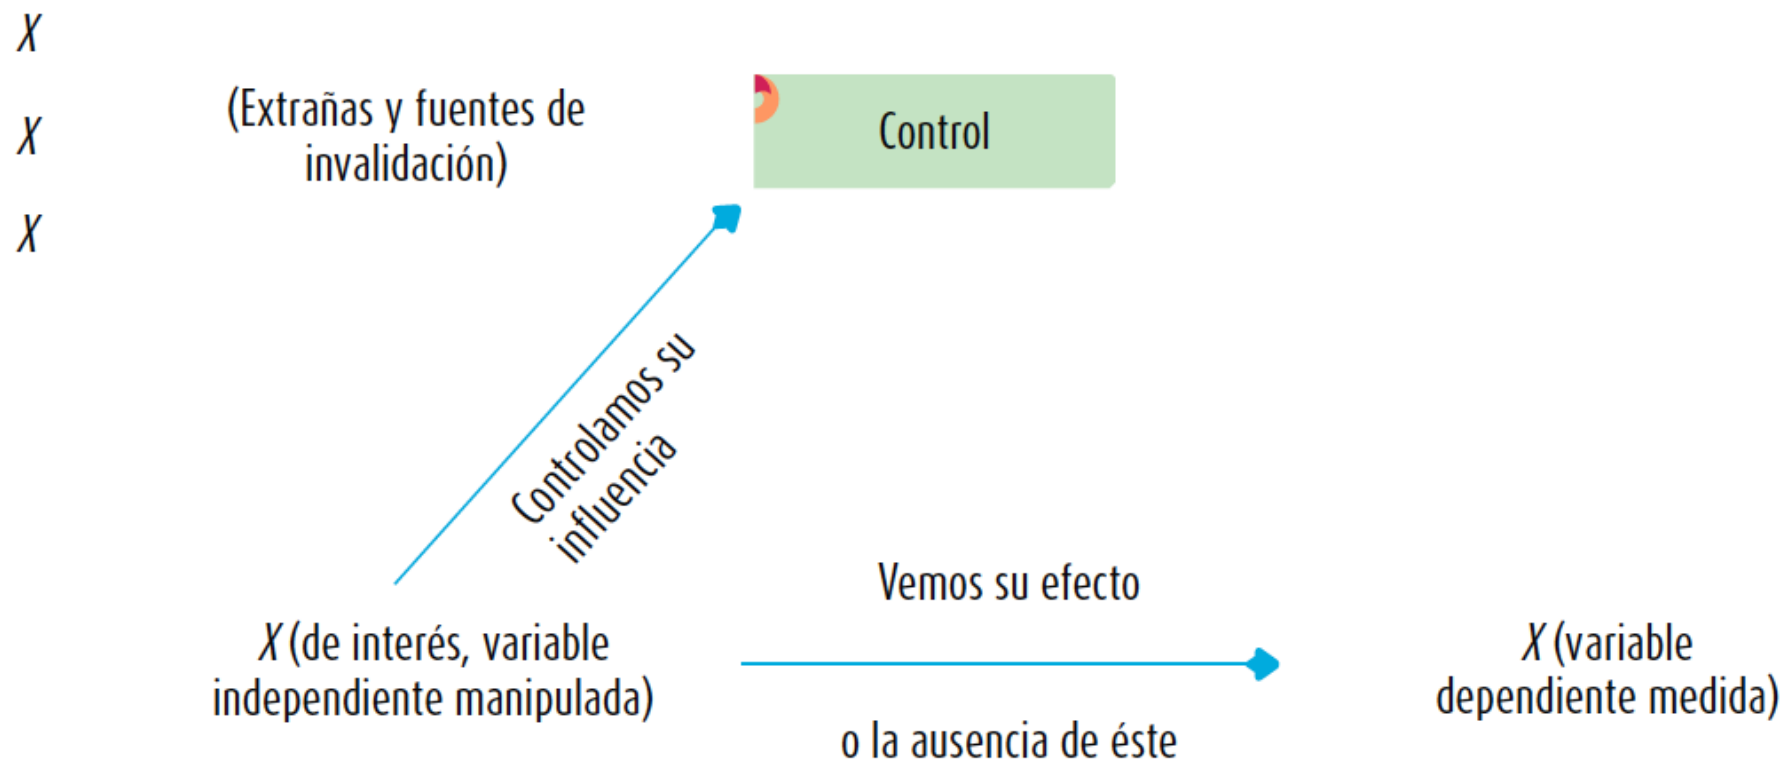 X
(Extrañas y fuentes de
invalidación)
X
X
Control
Controlamos su
influencia
Vemos su efecto
X (de interés, variable
independiente manipulada)
o la ausencia de éste
X (variable
dependiente medida)